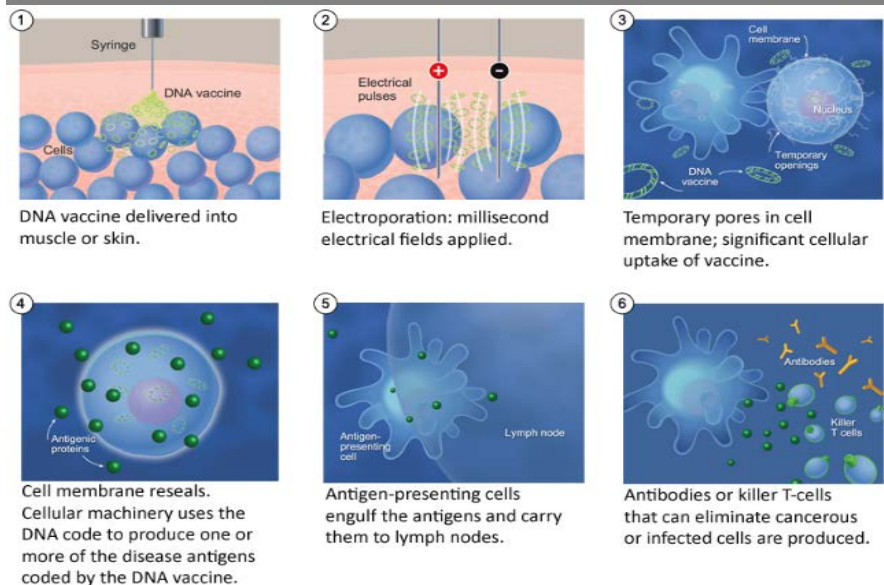 1
Syringe
DNA vaccine
Cells
DNA vaccine delivered into
muscle or skin.
2
Electrical
pulses
+
−
Electroporation: millisecond
electrical fields applied.
3
Cell
membrane
Nucleus
Temporary
openings
DNA
vaccine
Temporary pores in cell
membrane; significant cellular
uptake of vaccine.
4
Antigenic
proteins
Cell membrane reseals.
Cellular machinery uses the
DNA code to produce one or
more of the disease antigens
coded by the DNA vaccine.
5
Antigen-
presenting
cell
Lymph node
Antigen-presenting cells
engulf the antigens and carry
them to lymph nodes.
6
Antibodies
Killer
T cells
Antibodies or killer T-cells
that can eliminate cancerous
or infected cells are produced.